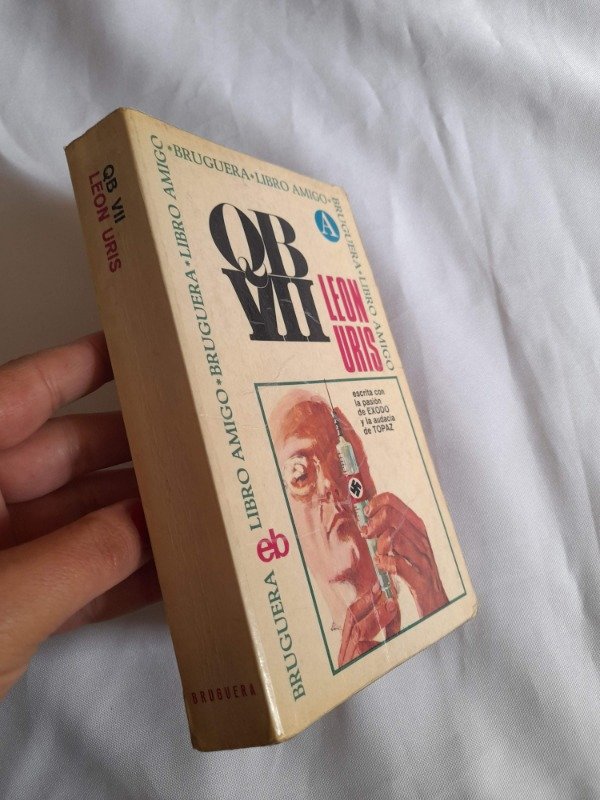 QB VII
LEON URIS
BRUGUERA
BRUGUERA * LIBRO AMIGO * BRUGUERA * LIBRO AMIGO
*BRUGUERA*LIBRO AMIGO*
BRUGUERA * LIBRO AMIGO
A
QB
VII
LEON
URIS
escrita con
la pasión
de EXODO
y la audacia
de TOPAZ
eb